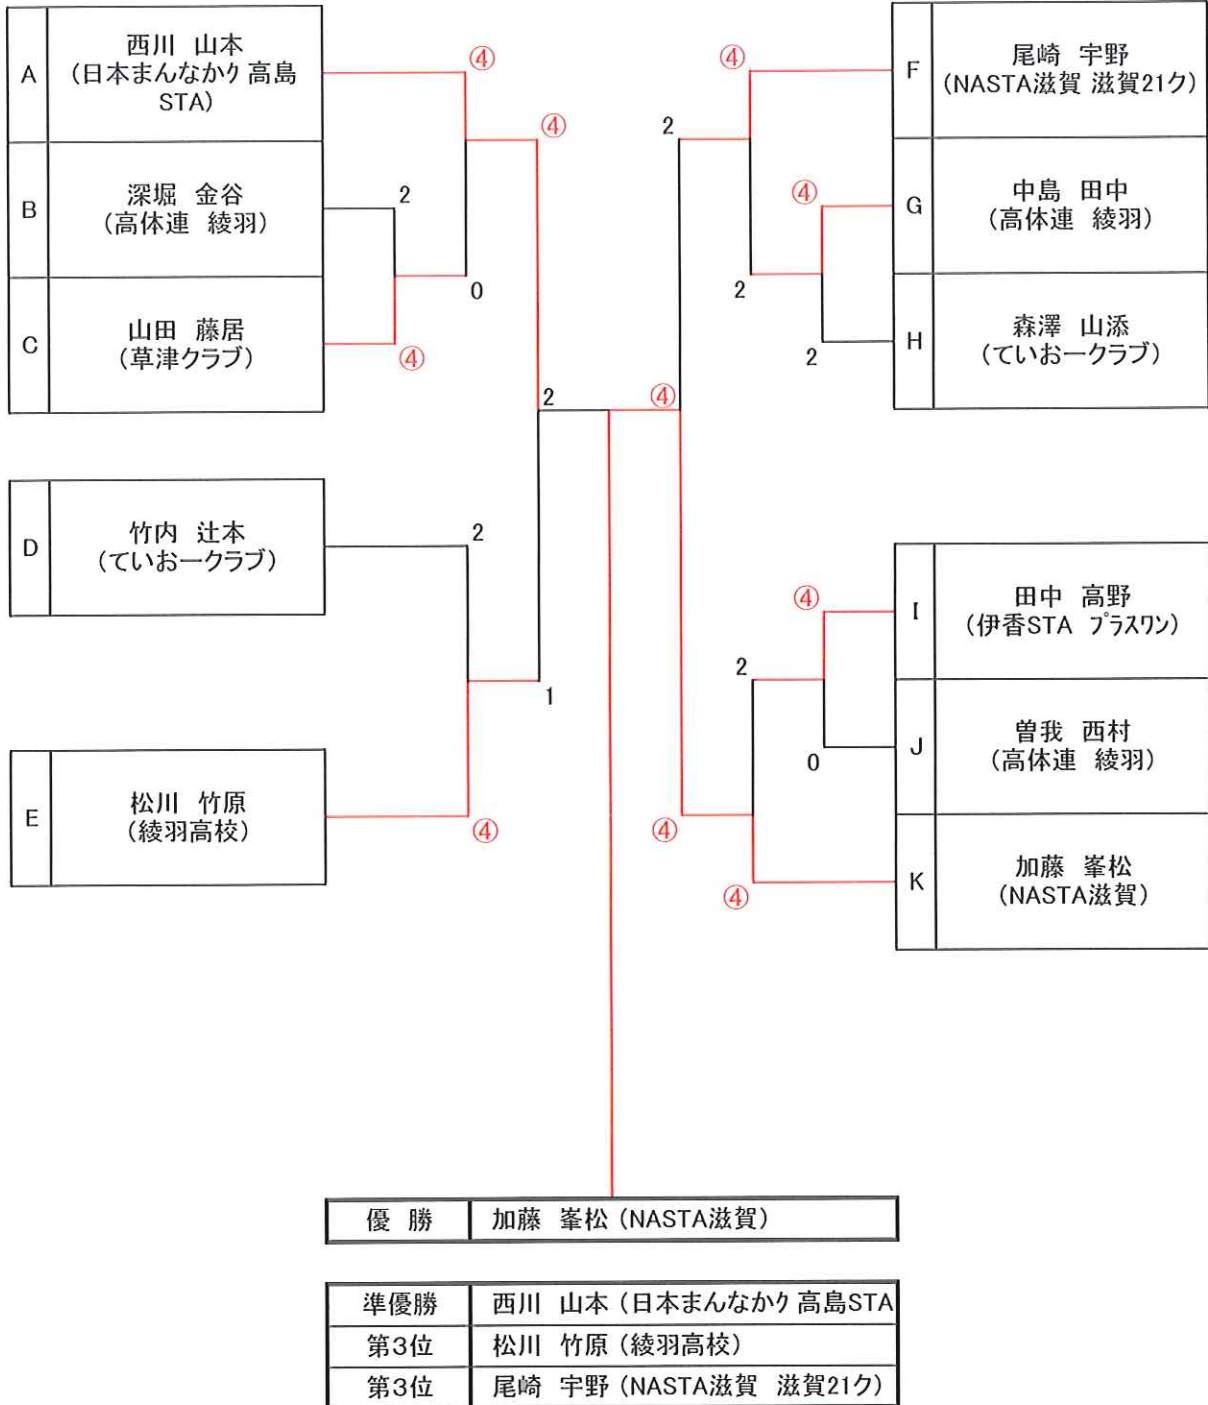 A
西川 山本
(日本まんなかク 高島
STA)
B
深堀 金谷
(高体連 綾羽)
C
山田 藤居
(草津クラブ)
D
竹内 辻本
(ていおークラブ)
E
松川 竹原
(綾羽高校)
④
④
2
0
④
2
2
1
④
④
2
④
2
2
④
④
2
0
④
④
F
尾崎 宇野
(NASTA滋賀 滋賀21ク)
G
中島 田中
(高体連 綾羽)
H
森澤 山添
(ていおークラブ)
I
田中 高野
(伊香STA プラスワン)
J
曽我 西村
(高体連 綾羽)
K
加藤 峯松
(NASTA滋賀)
優 勝 加藤 峯松 (NASTA滋賀)
準優勝 西川 山本 (日本まんなかク 高島STA
第3位 松川 竹原 (綾羽高校)
第3位 尾崎 宇野 (NASTA滋賀 滋賀21ク)